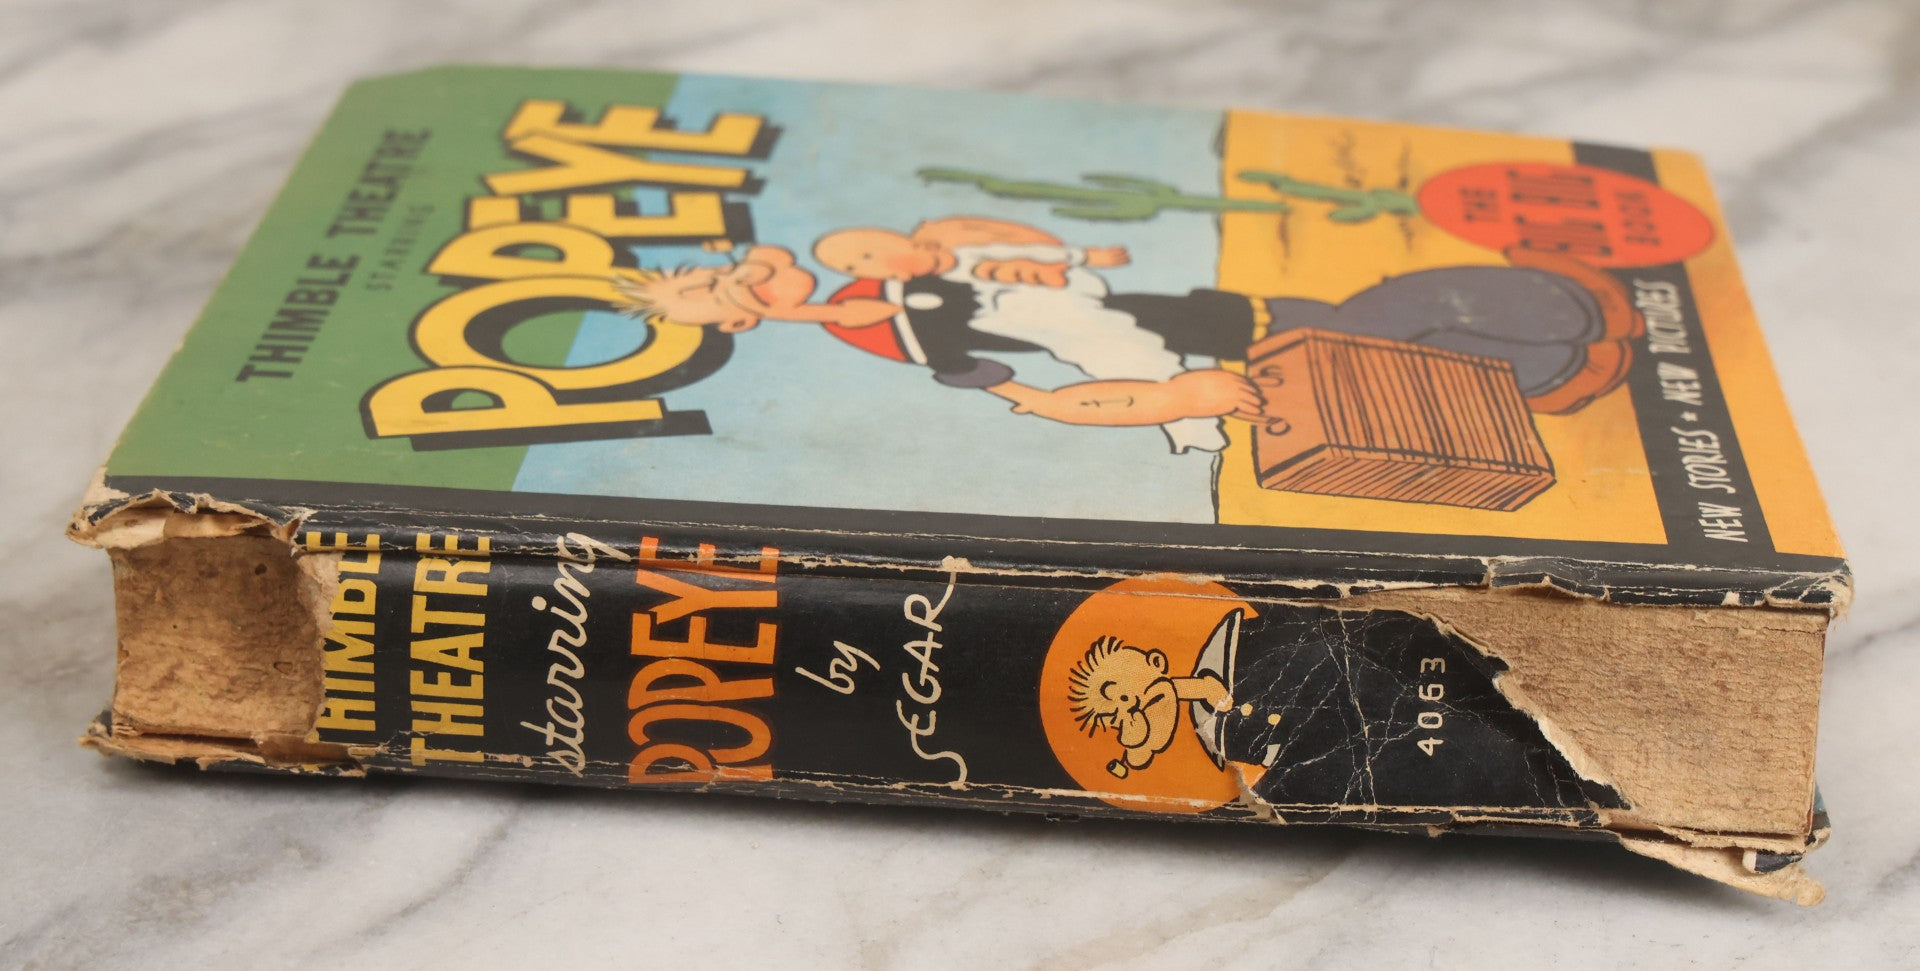 THIMBLE THEATRE
STARRING
POPEYE
THE
BIG BIG
BOOK
NEW STORIES ★ NEW PICTURES
THIMBLE
THEATRE
starring
POPEYE
by
SEGAR
4063